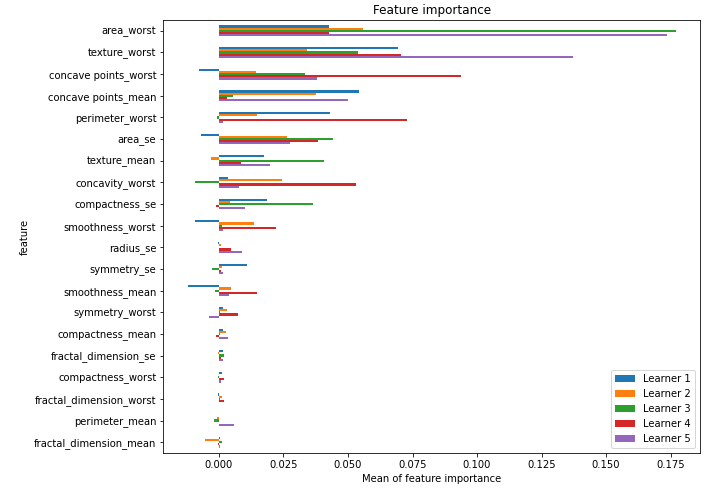 Feature importance
area_worst
texture_worst
concave points_worst
concave points_mean
perimeter_worst
area_se
texture_mean
concavity_worst
compactness_se
smoothness_worst
radius_se
symmetry_se
smoothness_mean
symmetry_worst
compactness_mean
fractal_dimension_se
compactness_worst
fractal_dimension_worst
perimeter_mean
fractal_dimension_mean
feature
Learner 1
Learner 2
Learner 3
Learner 4
Learner 5
0.000 0.025 0.050 0.075 0.100 0.125 0.150 0.175
Mean of feature importance